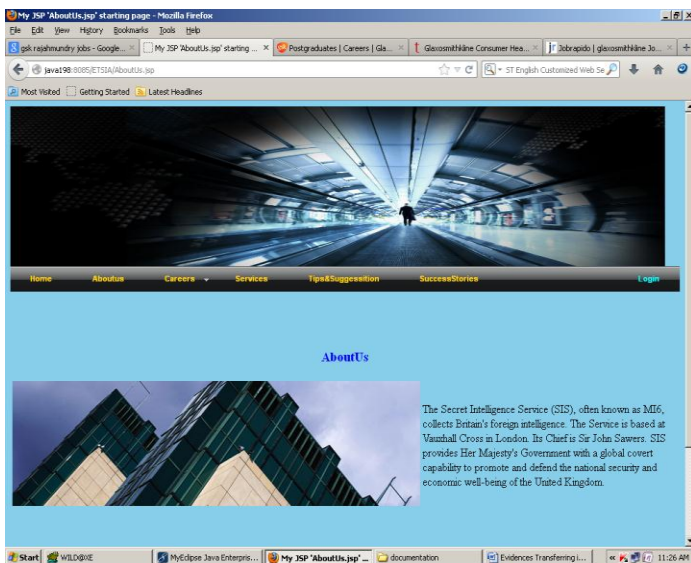 My JSP 'AboutUs.jsp' starting page - Mozilla Firefox
File Edit View History Bookmarks Tools Help
gsk rajahmundry jobs - Google... My JSP 'AboutUs.jsp' starting ... Postgraduates | Careers | Gla... Glaxosmithkline Consumer Hea... Jobrapido | glaxosmithkline Jo...
java198:8085/ETSIA/AboutUs.jsp ST English Customized Web Se
Most Visited Getting Started Latest Headlines
Home Aboutus Careers Services Tips&Suggessition SuccessStories Login
AboutUs
The Secret Intelligence Service (SIS), often known as MI6,
collects Britain's foreign intelligence. The Service is based at
Vauxhall Cross in London. Its Chief is Sir John Sawers. SIS
provides Her Majesty's Government with a global covert
capability to promote and defend the national security and
economic well-being of the United Kingdom.
Start WILD@XE MyEclipse Java Enterpris... My JSP 'AboutUs.jsp' ... documentation Evidences Transferring i... 11:26 AM